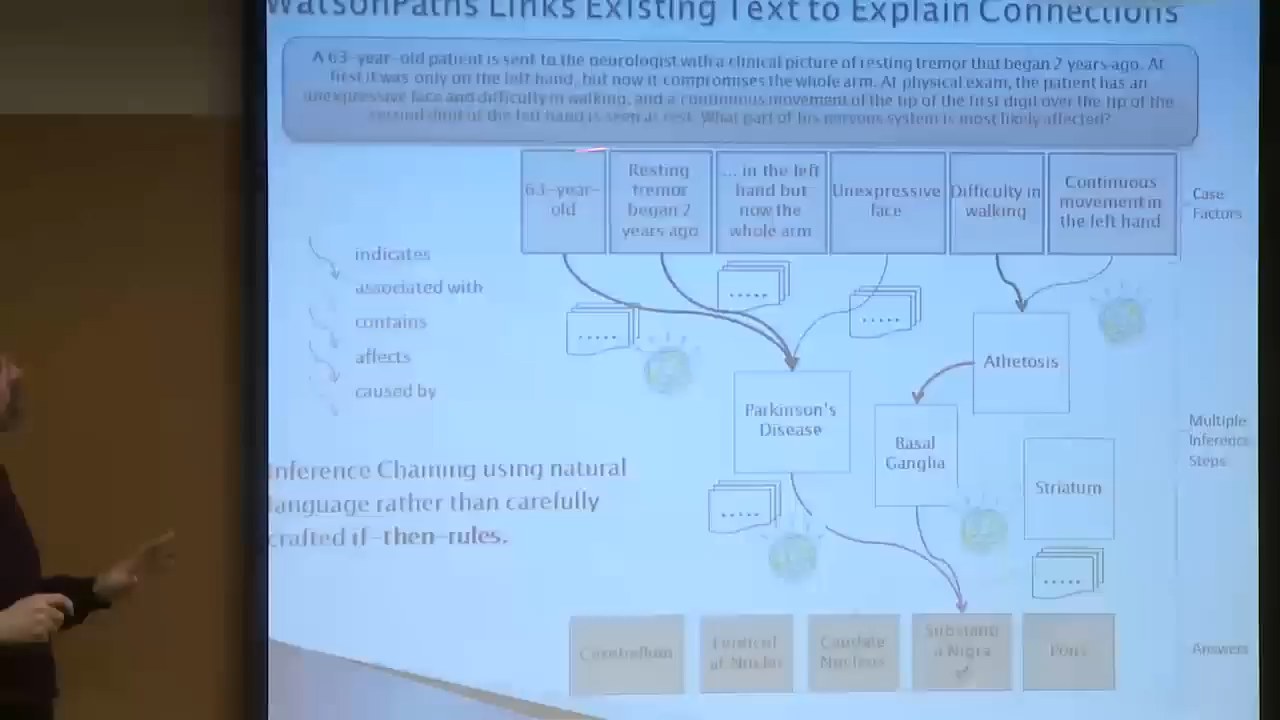 WatsonPaths Links Existing Text to Explain Connections
A 63-year-old patient is sent to the neurologist with a clinical picture of resting tremor that began 2 years ago. At
first it was only on the left hand, but now it compromises the whole arm. At physical exam, the patient has an
unexpressive face and difficulty in walking, and a continuous movement of the tip of the first digit over the tip of the
second digit of the left hand is seen at rest. What part of his nervous system is most likely affected?
63-year-
old
Resting
tremor
began 2
years ago
... in the left
hand but
now the
whole arm
Unexpressive
face
Difficulty in
walking
Continuous
movement in
the left hand
Case
Factors
indicates
associated with
contains
affects
caused by
.....
.....
.....
Athetosis
Parkinson's
Disease
Basal
Ganglia
Striatum
Multiple
Inference
Steps
Inference Chaining using natural
language rather than carefully
crafted if-then-rules.
.....
.....
Cerebellum
Caudate
Nucleus
Substanti
a Nigra
Pons
Answers